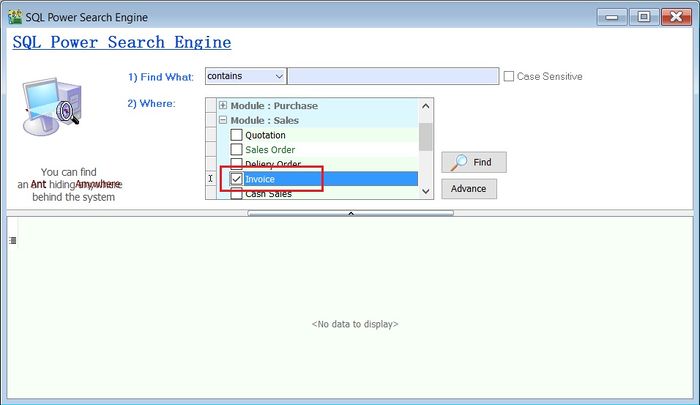 SQL Power Search Engine
SQL Power Search Engine
1) Find What:
contains
Case Sensitive
2) Where:
Module : Purchase
Module : Sales
Quotation
Sales Order
Deliery Order
Invoice
Cash Sales
Find
Advance
You can find
an Ant hiding Anywhere
behind the system
<No data to display>